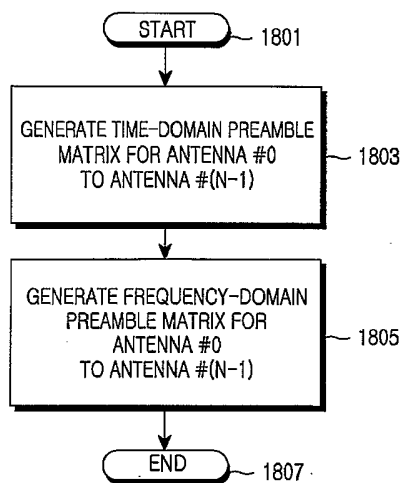 START
1801
GENERATE TIME-DOMAIN PREAMBLE
MATRIX FOR ANTENNA #0
TO ANTENNA #(N-1)
1803
GENERATE FREQUENCY-DOMAIN
PREAMBLE MATRIX FOR
ANTENNA #0
TO ANTENNA #(N-1)
1805
END
1807